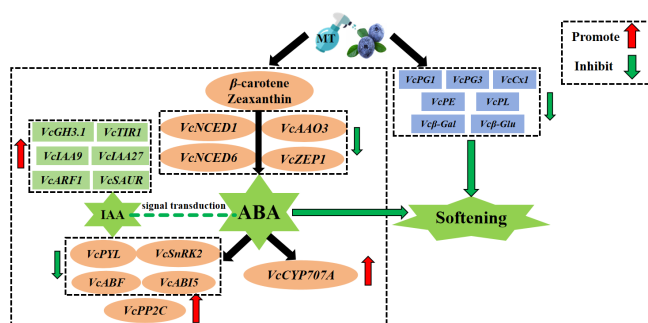 MT
Promote
Inhibit
β-carotene
Zeaxanthin
VcPG1 VcPG3 VcCx1
VcPE VcPL
Vcβ-Gal Vcβ-Glu
VcGH3.1 VcTIR1
VcIAA9 VcIAA27
VcARF1 VcSAUR
VcNCED1 VcAAO3
VcNCED6 VcZEP1
IAA
signal transduction
ABA
Softening
VcPYL VcSnRK2
VcABF VcABI5
VcPP2C
VcCYP707A